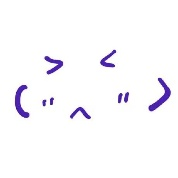 > <
( " ^ " )